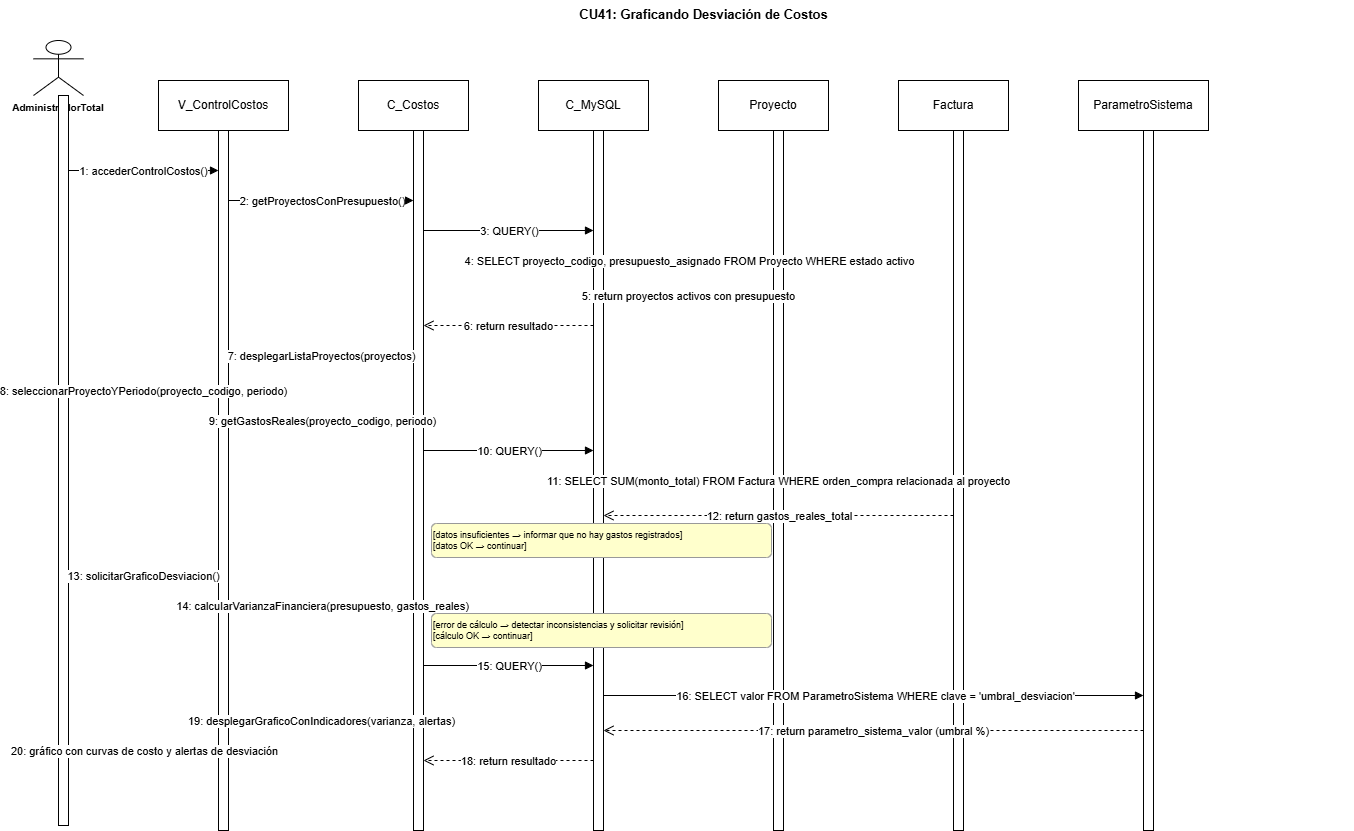 CU41: Graficando Desviación de Costos
AdministradorTotal
V_ControlCostos
C_Costos
C_MySQL
Proyecto
Factura
ParametroSistema
1: accederControlCostos()
2: getProyectosConPresupuesto()
3: QUERY()
4: SELECT proyecto_codigo, presupuesto_asignado FROM Proyecto WHERE estado activo
5: return proyectos activos con presupuesto
6: return resultado
7: desplegarListaProyectos(proyectos)
8: seleccionarProyectoYPeriodo(proyecto_codigo, periodo)
9: getGastosReales(proyecto_codigo, periodo)
10: QUERY()
11: SELECT SUM(monto_total) FROM Factura WHERE orden_compra relacionada al proyecto
12: return gastos_reales_total
[datos insuficientes → informar que no hay gastos registrados]
[datos OK → continuar]
13: solicitarGraficoDesviacion()
14: calcularVarianzaFinanciera(presupuesto, gastos_reales)
[error de cálculo → detectar inconsistencias y solicitar revisión]
[cálculo OK → continuar]
15: QUERY()
16: SELECT valor FROM ParametroSistema WHERE clave = 'umbral_desviacion'
19: desplegarGraficoConIndicadores(varianza, alertas)
17: return parametro_sistema_valor (umbral %)
20: gráfico con curvas de costo y alertas de desviación
18: return resultado